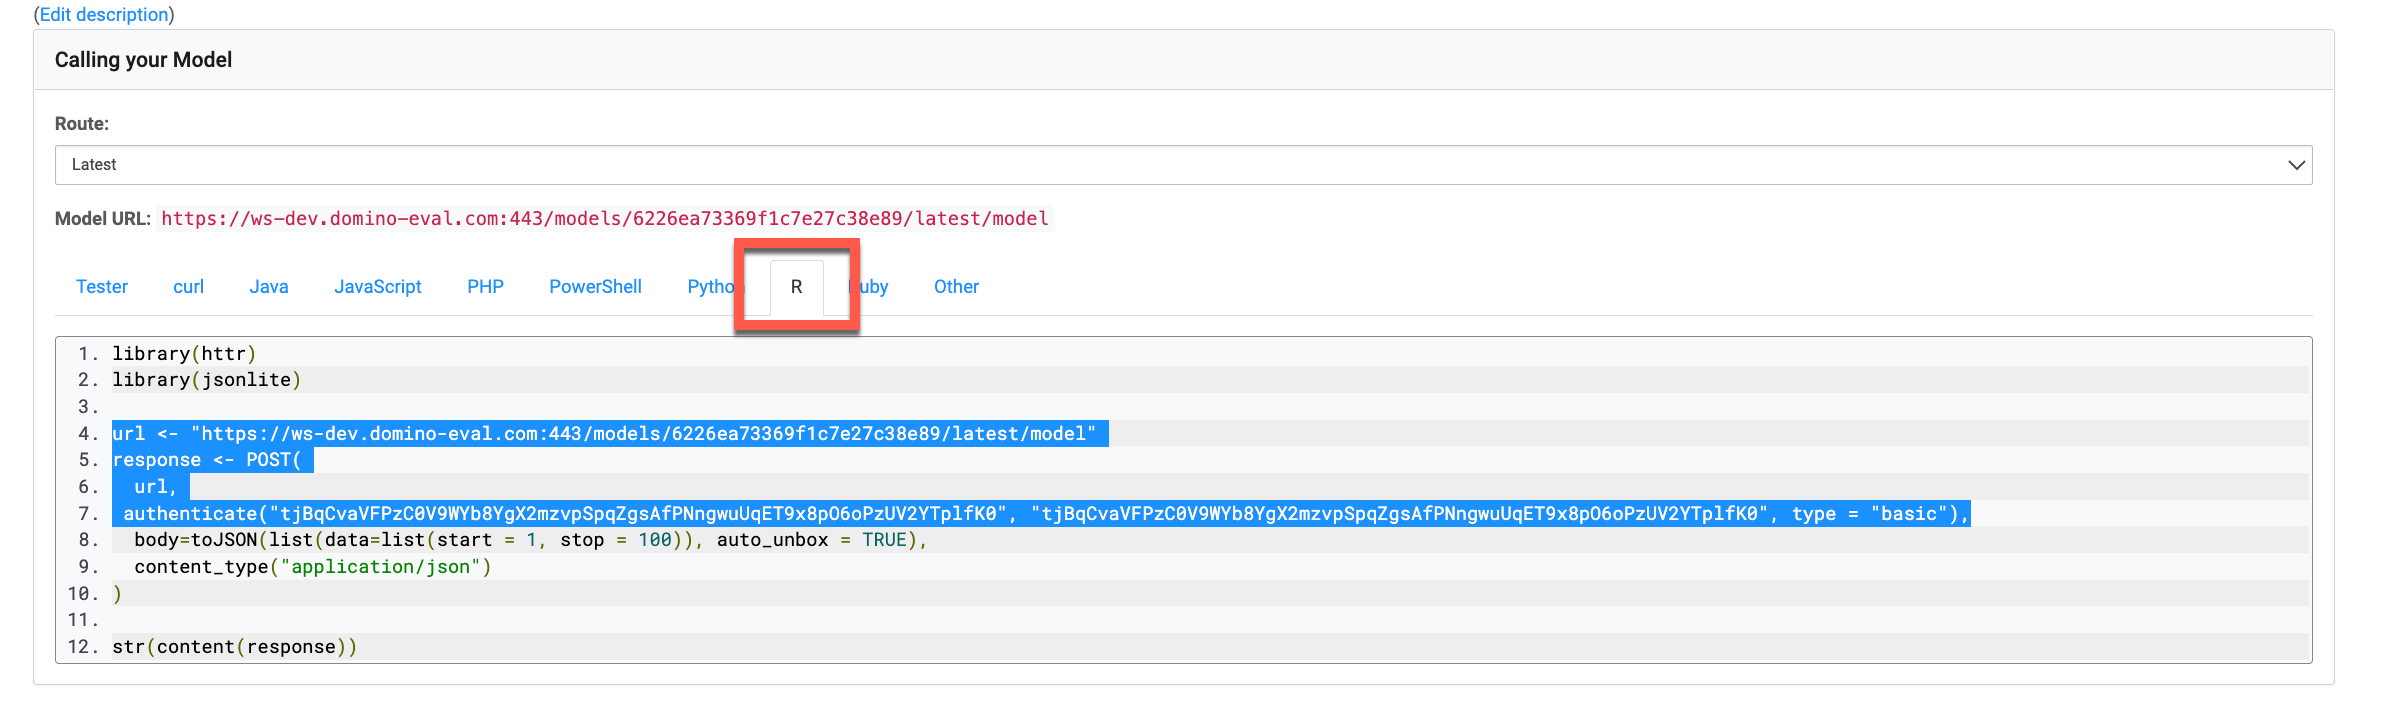 (Edit description)
Calling your Model
Route:
Latest
Model URL: https://ws-dev.domino-eval.com:443/models/6226ea73369f1c7e27c38e89/latest/model
Tester curl Java JavaScript PHP PowerShell Pytho R uby Other
1. library(httr)
2. library(jsonlite)
3.
4. url <- "https://ws-dev.domino-eval.com:443/models/6226ea73369f1c7e27c38e89/latest/model"
5. response <- POST(
6. url,
7. authenticate("tjBqCvaVFPzC0V9WYb8YgX2mzvpSpqZgsAfPNngwuUqET9x8pO6oPzUV2YTplfK0", "tjBqCvaVFPzC0V9WYb8YgX2mzvpSpqZgsAfPNngwuUqET9x8pO6oPzUV2YTplfK0", type = "basic"),
8. body=toJSON(list(data=list(start = 1, stop = 100)), auto_unbox = TRUE),
9. content_type("application/json")
10. )
11.
12. str(content(response))